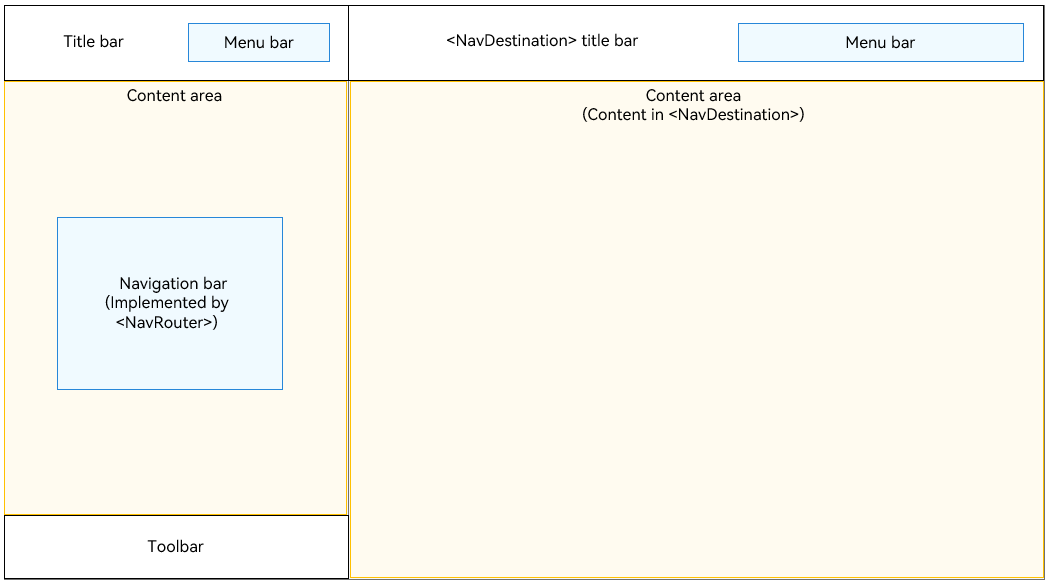 Title bar
Menu bar
<NavDestination> title bar
Menu bar
Content area
Navigation bar
(Implemented by
<NavRouter>)
Toolbar
Content area
(Content in <NavDestination>)